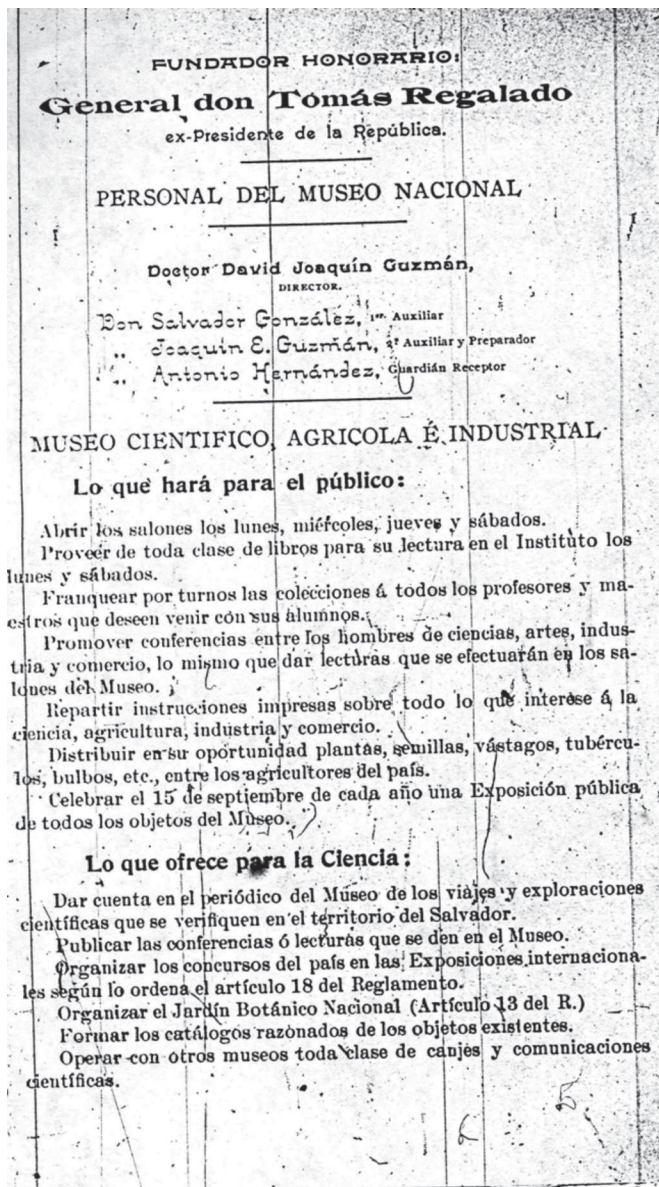 FUNDADOR HONORARIO:
General don Tomás Regalado
ex-Presidente de la República.
PERSONAL DEL MUSEO NACIONAL
Doctor David Joaquín Guzmán,
DIRECTOR.
Don Salvador González, 1er. Auxiliar
„ Joaquín E. Guzmán, 2º Auxiliar y Preparador
„ Antonio Hernández, Guardián Receptor
MUSEO CIENTIFICO, AGRICOLA É INDUSTRIAL
Lo que hará para el público:
Abrir los salones los lunes, miércoles, jueves y sábados.
Proveer de toda clase de libros para su lectura en el Instituto los
lunes y sábados.
Franquear por turnos las colecciones á todos los profesores y ma-
estros que deseen venir con sus alumnos.
Promover conferencias entre los hombres de ciencias, artes, indus-
tria y comercio, lo mismo que dar lecturas que se efectuarán en los sa-
lones del Museo.
Repartir instrucciones impresas sobre todo lo que interese á la
ciencia, agricultura, industria y comercio.
Distribuir en su oportunidad plantas, semillas, vástagos, tubércu-
los, bulbos, etc., entre los agricultores del país.
Celebrar el 15 de septiembre de cada año una Exposición pública
de todos los objetos del Museo.
Lo que ofrece para la Ciencia:
Dar cuenta en el periódico del Museo de los viajes y exploraciones
científicas que se verifiquen en el territorio del Salvador.
Publicar las conferencias ó lecturas que se den en el Museo.
Organizar los concursos del país en las Exposiciones internaciona-
les según lo ordena el artículo 18 del Reglamento.
Organizar el Jardín Botánico Nacional (Artículo 13 del R.)
Formar los catálogos razonados de los objetos existentes.
Operar con otros museos toda clase de canjes y comunicaciones
científicas.